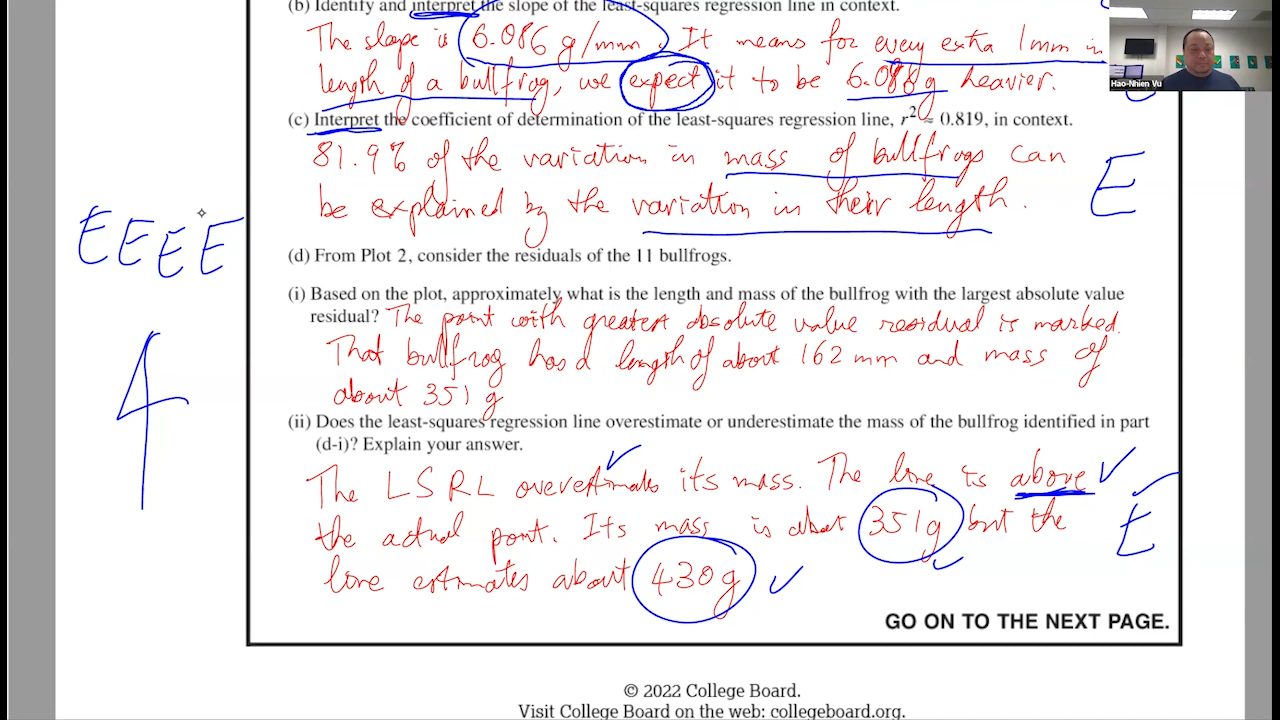 (b) Identify and interpret the slope of the least-squares regression line in context.
The slope is 6.086 g/mm. It means for every extra 1 mm in
length of a bullfrog, we expect it to be 6.086g heavier.
Hao-Nhien Vu
(c) Interpret the coefficient of determination of the least-squares regression line, r² ≈ 0.819, in context.
81.9% of the variation in mass of bullfrogs can
be explained by the variation in their length.
E
E E E E
4
(d) From Plot 2, consider the residuals of the 11 bullfrogs.
(i) Based on the plot, approximately what is the length and mass of the bullfrog with the largest absolute value
residual? The point with greatest absolute value residual is marked.
That bullfrog has a length of about 162 mm and mass of
about 351 g
(ii) Does the least-squares regression line overestimate or underestimate the mass of the bullfrog identified in part
(d-i)? Explain your answer.
The LSRL overestimates its mass. The line is above
the actual point. Its mass is about 351g but the
line estimates about 430g
E
GO ON TO THE NEXT PAGE.
© 2022 College Board.
Visit College Board on the web: collegeboard.org.